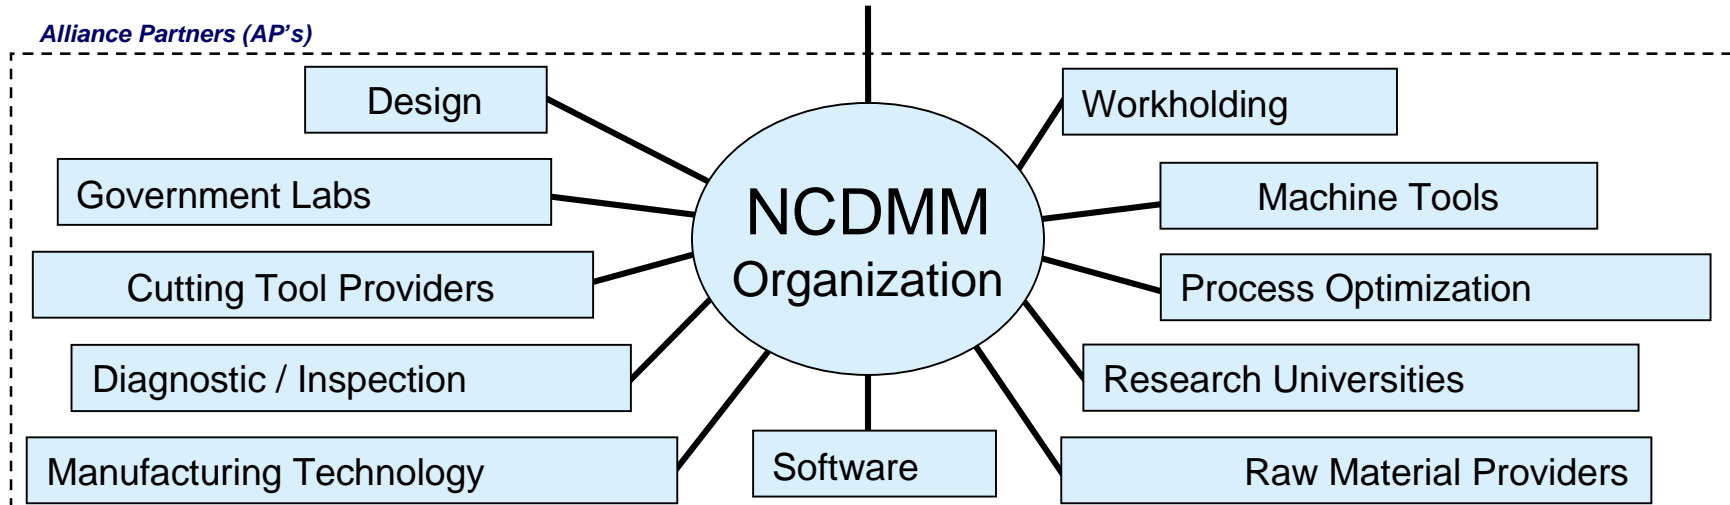 Alliance Partners (AP's)
Design
Workholding
Government Labs
NCDMM
Organization
Machine Tools
Cutting Tool Providers
Process Optimization
Diagnostic / Inspection
Research Universities
Manufacturing Technology
Software
Raw Material Providers